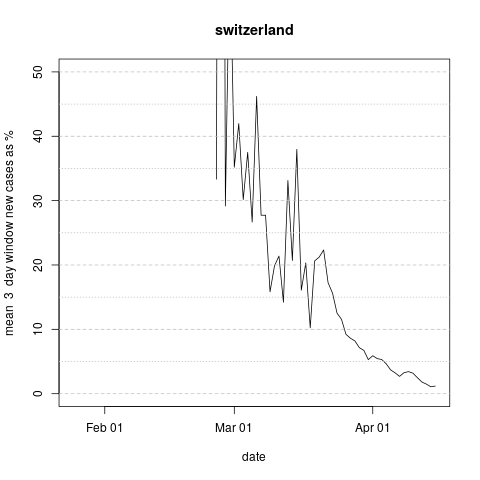 switzerland
mean 3 day window new cases as %
50
40
30
20
10
0
Feb 01
Mar 01
Apr 01
date